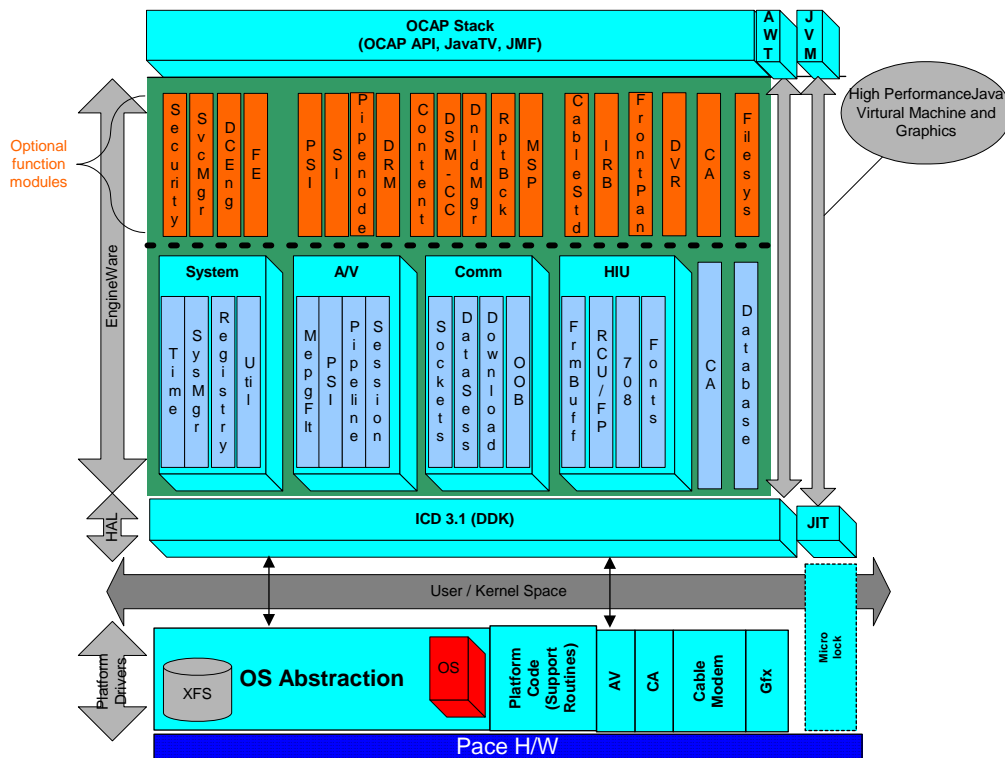 OCAP Stack
(OCAP API, JavaTV, JMF)
AWT
JVM
High PerformanceJava
Virtural Machine and
Graphics
Optional
function
modules
Security
SvcMgr
DCEng
FE
PSI
SI
Pipenode
DRM
Content
DSM-CC
DnldMgr
RptBck
MSP
CableStd
IRB
FrontPan
DVR
CA
Filesys
EngineWare
System
Time
SysMgr
Registry
Util
A/V
MepgFlt
PSI
Pipeline
Session
Comm
Sockets
DataSess
Download
OOB
HIU
FrmBuff
RCU/FP
708
Fonts
CA
Database
HAL
ICD 3.1 (DDK)
JIT
User / Kernel Space
Platform
Drivers
XFS
OS Abstraction
OS
Platform
Code
(Support
Routines)
AV
CA
Cable
Modem
Gfx
Micro
lock
Pace H/W